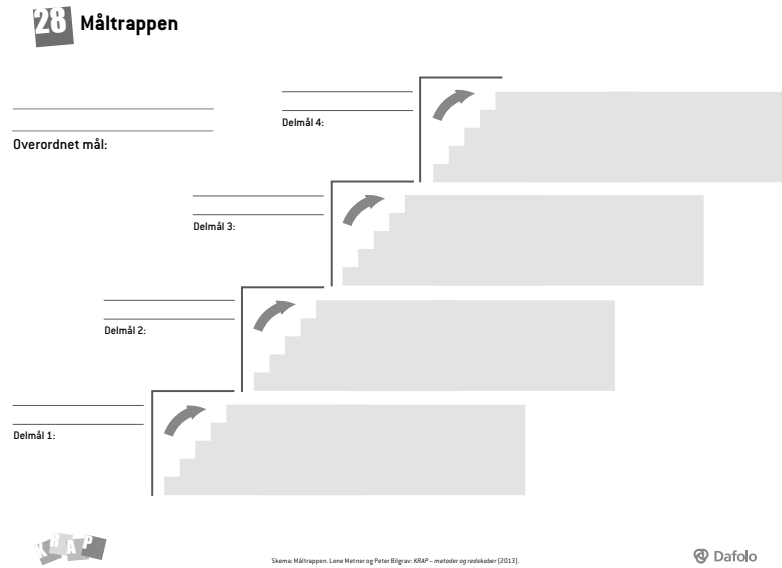 28 Måltrappen
Delmål 4:
Overordnet mål:
Delmål 3:
Delmål 2:
Delmål 1:
KRAP
Skema: Måltrappen. Lene Metner og Peter Bilgrav: KRAP – metoder og redskaber (2013).
Dafolo